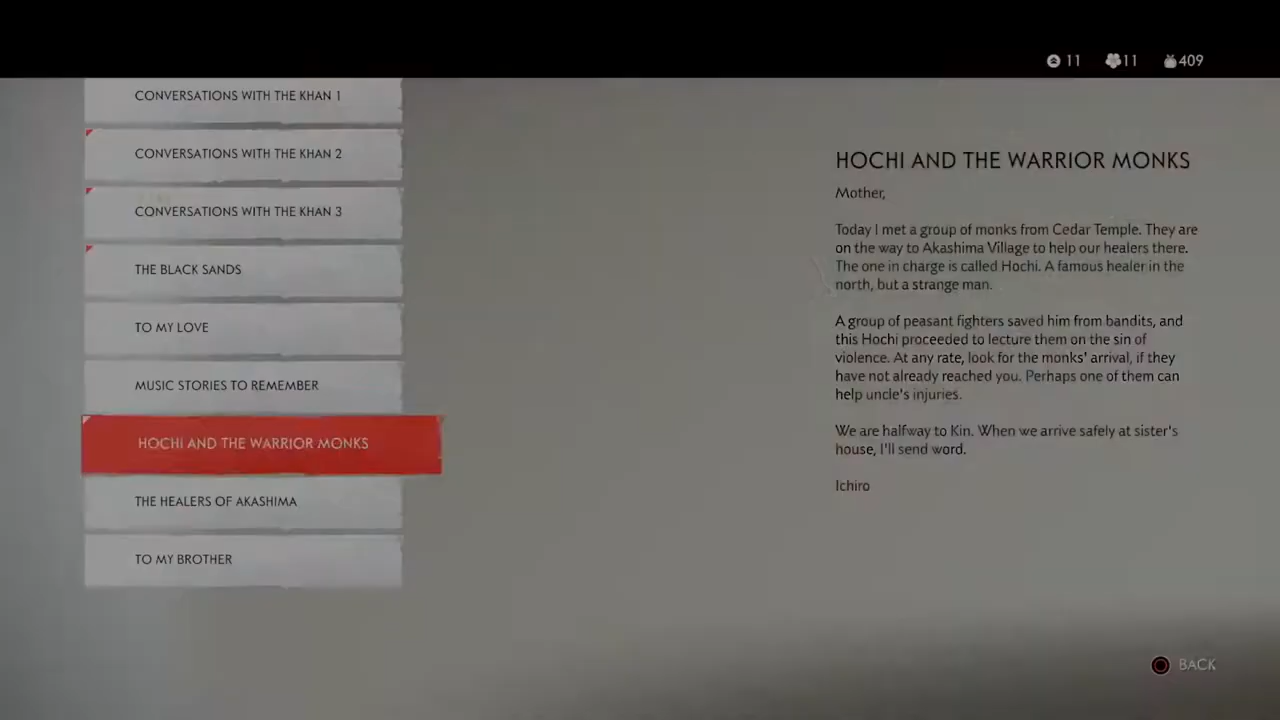 11 11 409
CONVERSATIONS WITH THE KHAN 1
CONVERSATIONS WITH THE KHAN 2
CONVERSATIONS WITH THE KHAN 3
THE BLACK SANDS
TO MY LOVE
MUSIC STORIES TO REMEMBER
HOCHI AND THE WARRIOR MONKS
THE HEALERS OF AKASHIMA
TO MY BROTHER
HOCHI AND THE WARRIOR MONKS
Mother,
Today I met a group of monks from Cedar Temple. They are
on the way to Akashima Village to help our healers there.
The one in charge is called Hochi. A famous healer in the
north, but a strange man.
A group of peasant fighters saved him from bandits, and
this Hochi proceeded to lecture them on the sin of
violence. At any rate, look for the monks' arrival, if they
have not already reached you. Perhaps one of them can
help uncle's injuries.
We are halfway to Kin. When we arrive safely at sister's
house, I'll send word.
Ichiro
BACK